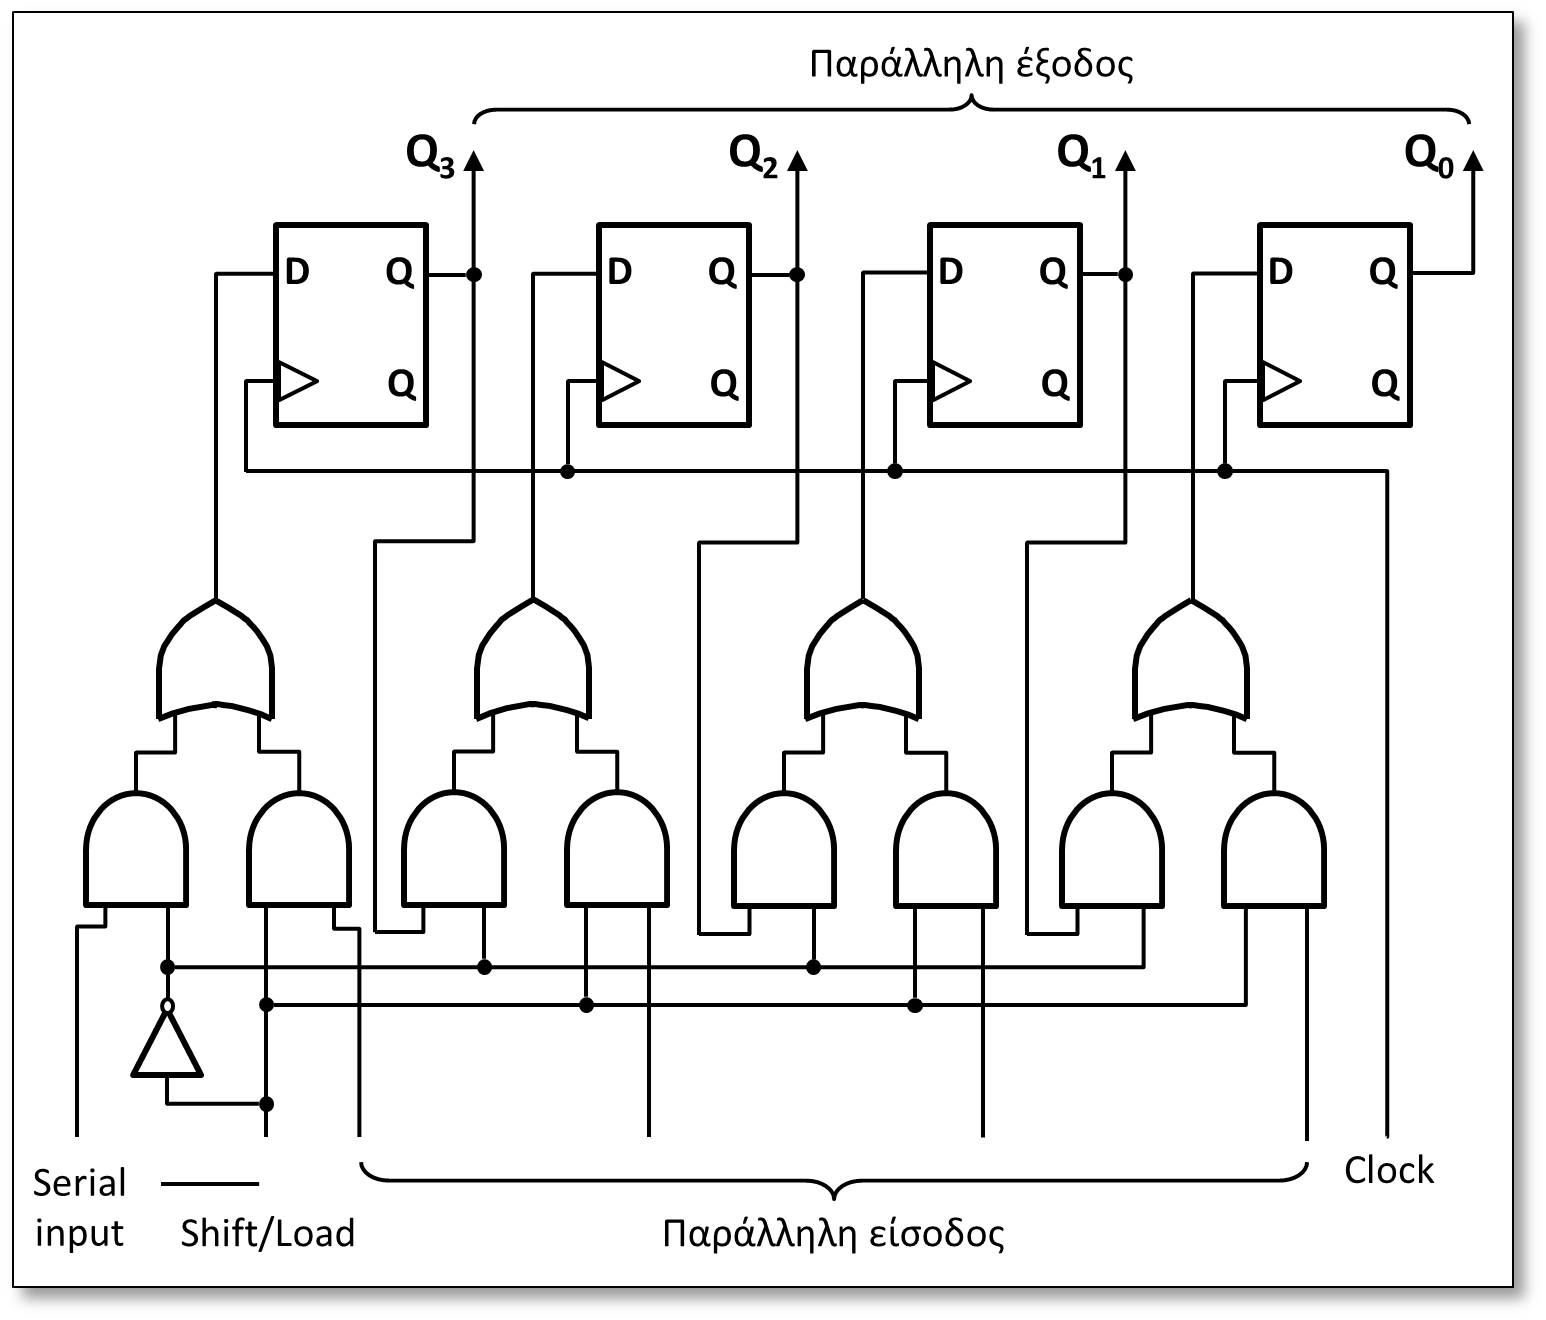 Παράλληλη έξοδος
Q3 Q2 Q1 Q0
D Q D Q D Q D Q
Q Q Q Q
Serial input
Shift/Load
Παράλληλη είσοδος
Clock